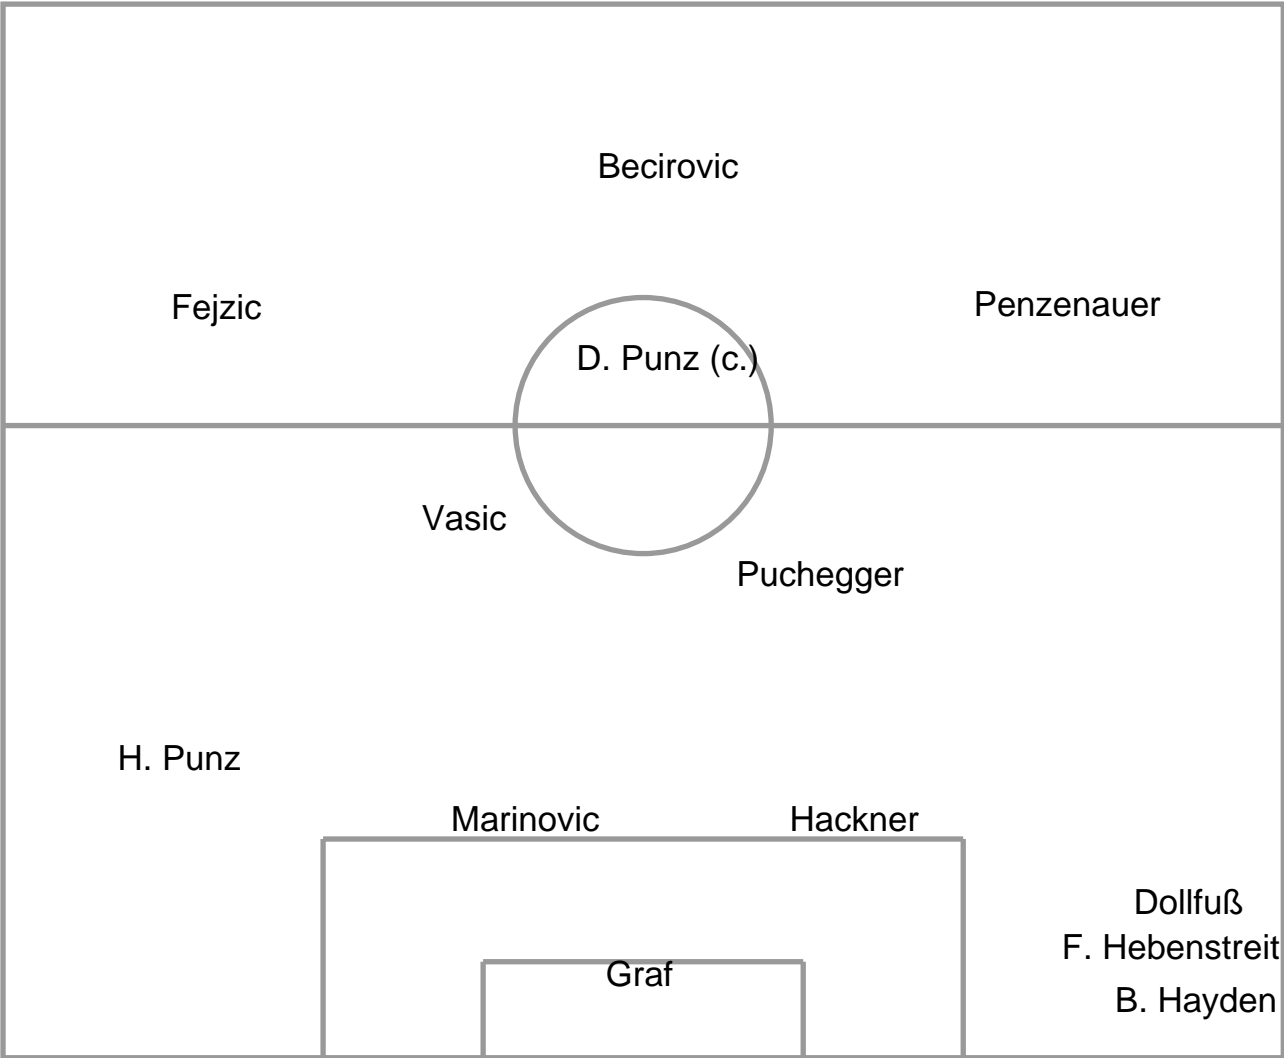 Becirovic
Fejzic
Penzenauer
D. Punz (c.)
Vasic
Puchegger
H. Punz
Marinovic
Hackner
Dollfuß
F. Hebenstreit
Graf
B. Hayden